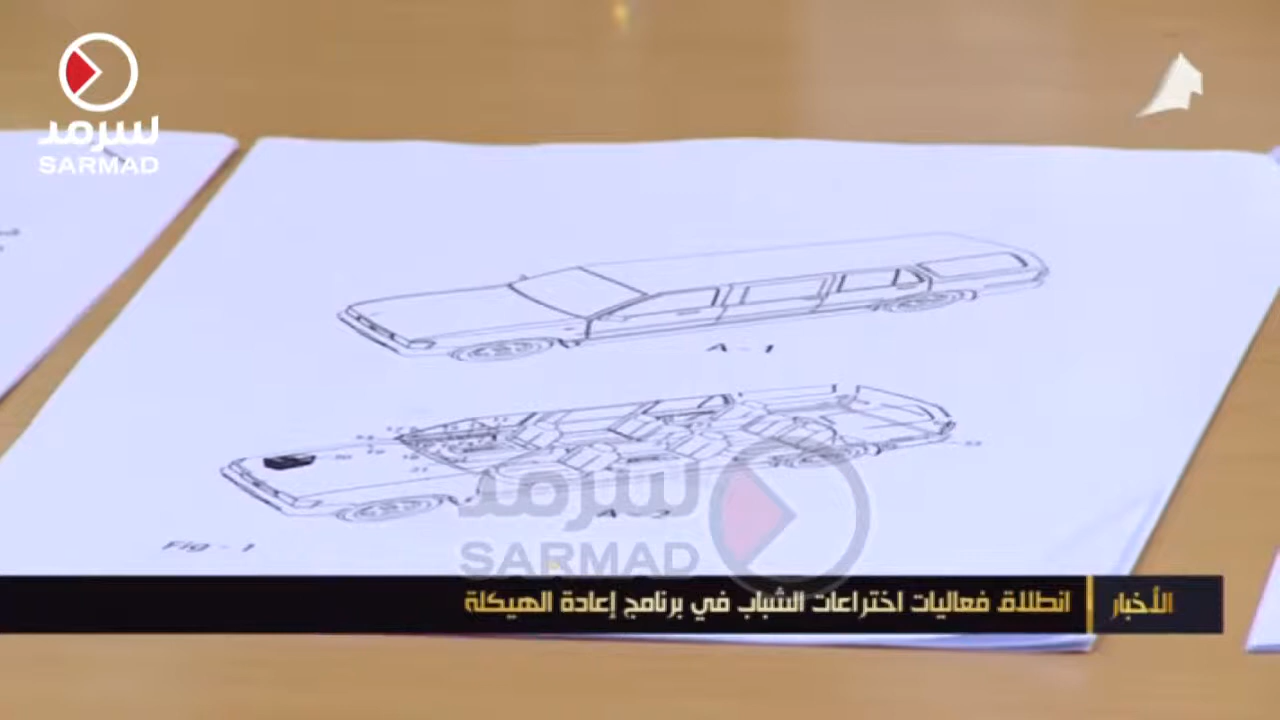 سرمد
SARMAD
A - 1
A - 2
Fig - 1
سرمد
SARMAD
الأخبار
انطلاق فعاليات اختراعات الشباب في برنامج إعادة الهيكلة